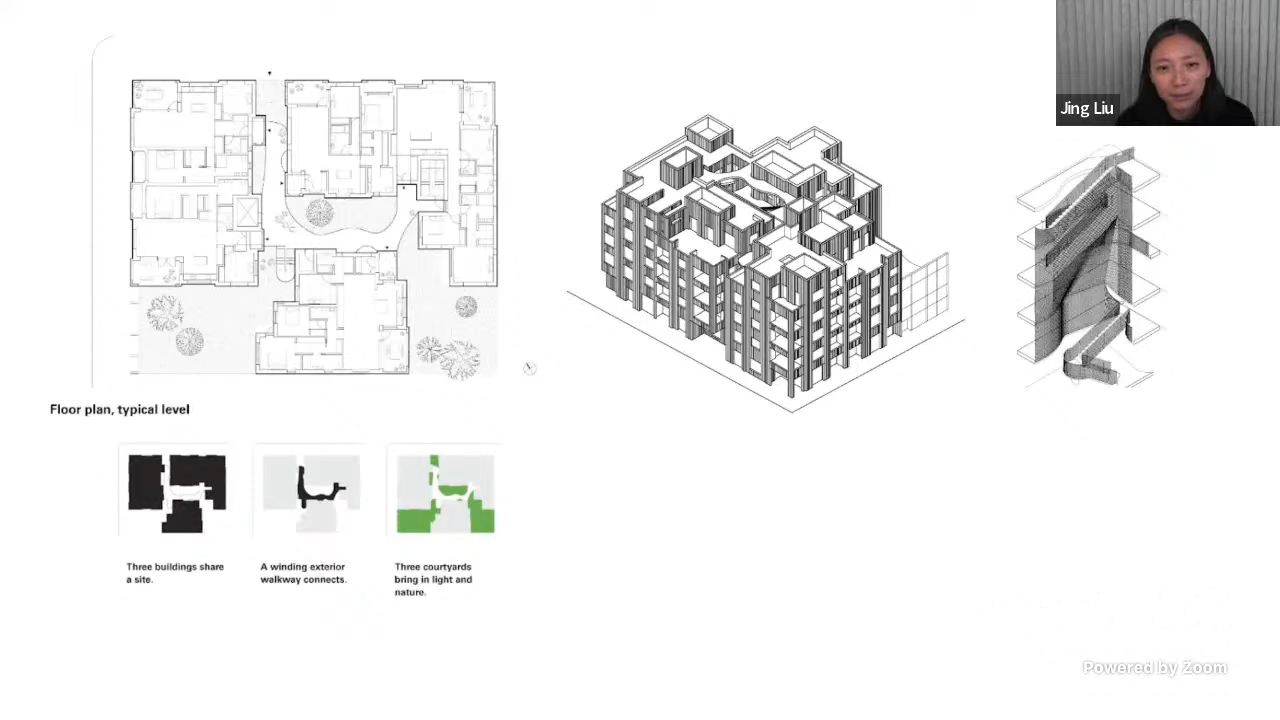 Jing Liu
Floor plan, typical level
Three buildings share
a site.
A winding exterior
walkway connects.
Three courtyards
bring in light and
nature.
Powered by Zoom